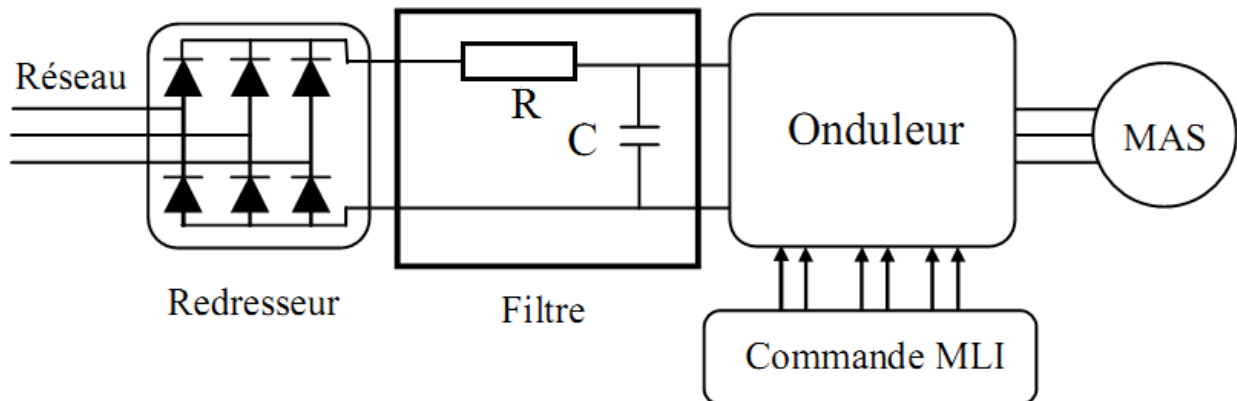 Réseau
R
C
Onduleur
MAS
Redresseur
Filtre
Commande MLI